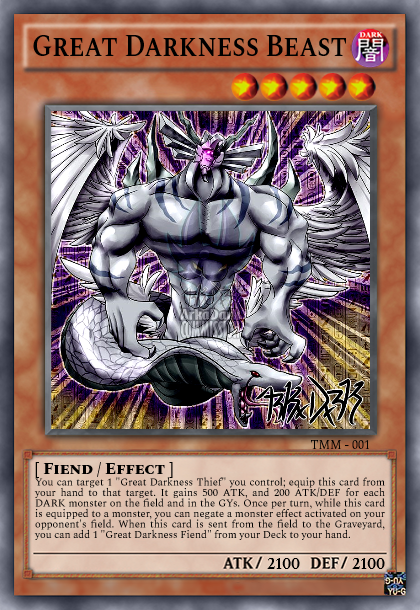 GREAT DARKNESS BEAST
DARK
闇
TMM - 001
[ FIEND / EFFECT ]
You can target 1 "Great Darkness Thief" you control; equip this card from
your hand to that target. It gains 500 ATK, and 200 ATK/DEF for each
DARK monster on the field and in the GYs. Once per turn, while this card
is equipped to a monster, you can negate a monster effect activated on your
opponent's field. When this card is sent from the field to the Graveyard,
you can add 1 "Great Darkness Fiend" from your Deck to your hand.
ATK / 2100 DEF / 2100